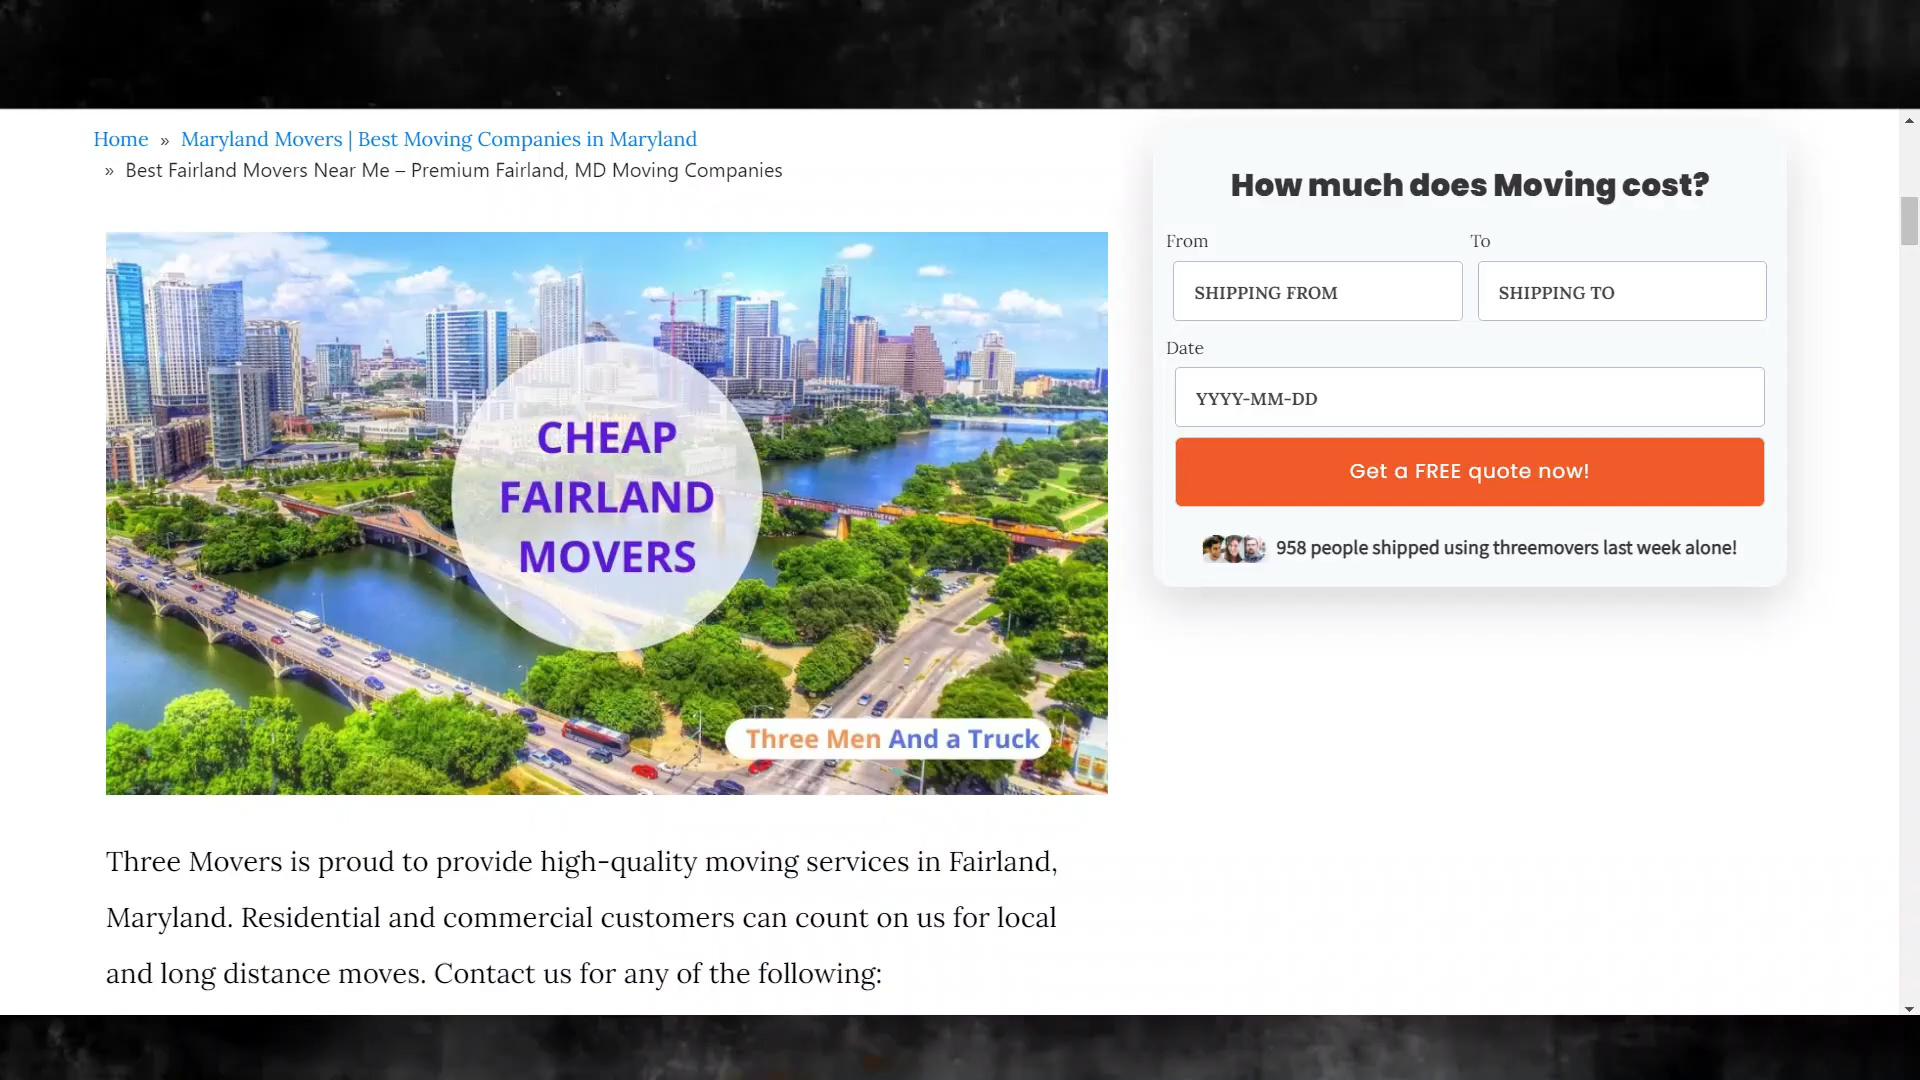 Home » Maryland Movers | Best Moving Companies in Maryland
» Best Fairland Movers Near Me – Premium Fairland, MD Moving Companies
CHEAP
FAIRLAND
MOVERS
Three Men And a Truck
Three Movers is proud to provide high-quality moving services in Fairland,
Maryland. Residential and commercial customers can count on us for local
and long distance moves. Contact us for any of the following:
How much does Moving cost?
From To
SHIPPING FROM SHIPPING TO
Date
YYYY-MM-DD
Get a FREE quote now!
958 people shipped using threemovers last week alone!